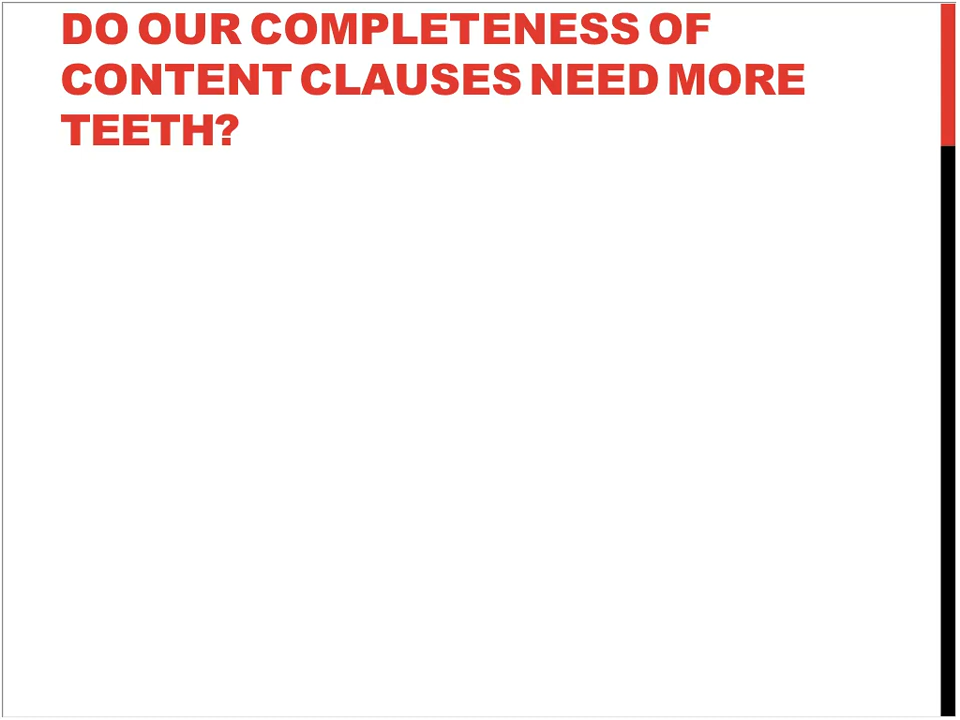 DO OUR COMPLETENESS OF
CONTENT CLAUSES NEED MORE
TEETH?